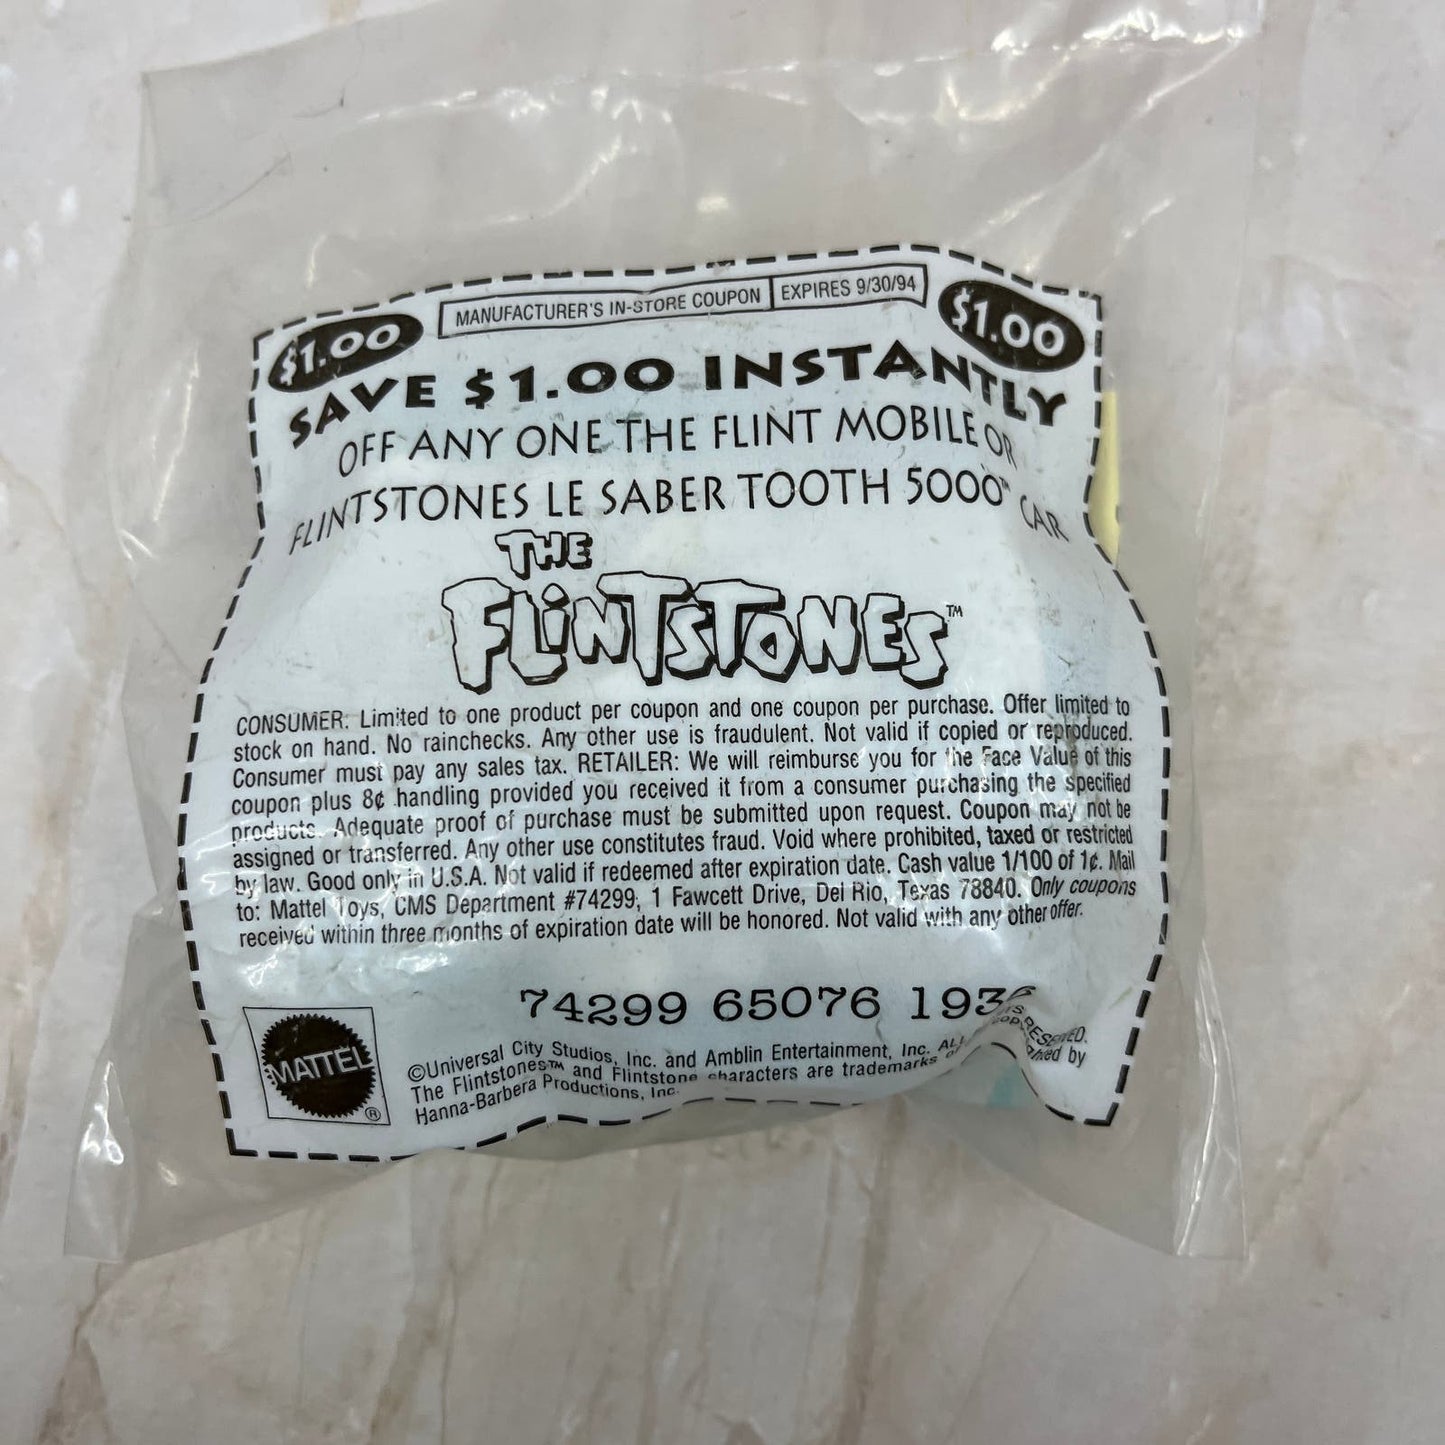 $1.00 MANUFACTURER'S IN-STORE COUPON EXPIRES 9/30/94 $1.00
SAVE $1.00 INSTANTLY
OFF ANY ONE THE FLINT MOBILE OR
FLINTSTONES LE SABER TOOTH 5000™ CAR
THE
FLINTSTONES™
CONSUMER: Limited to one product per coupon and one coupon per purchase. Offer limited to
stock on hand. No rainchecks. Any other use is fraudulent. Not valid if copied or reproduced.
Consumer must pay any sales tax. RETAILER: We will reimburse you for the Face Value of this
coupon plus 8¢ handling provided you received it from a consumer purchasing the specified
products. Adequate proof of purchase must be submitted upon request. Coupon may not be
assigned or transferred. Any other use constitutes fraud. Void where prohibited, taxed or restricted
by law. Good only in U.S.A. Not valid if redeemed after expiration date. Cash value 1/100 of 1¢. Mail
to: Mattel Toys, CMS Department #74299, 1 Fawcett Drive, Del Rio, Texas 78840. Only coupons
received within three months of expiration date will be honored. Not valid with any other offer.
74299 65076
MATTEL®
©Universal City Studios, Inc. and Amblin Entertainment, Inc. ALL RESERVED.
The Flintstones™ and Flintstone characters are trademarks by
Hanna-Barbera Productions, Inc.